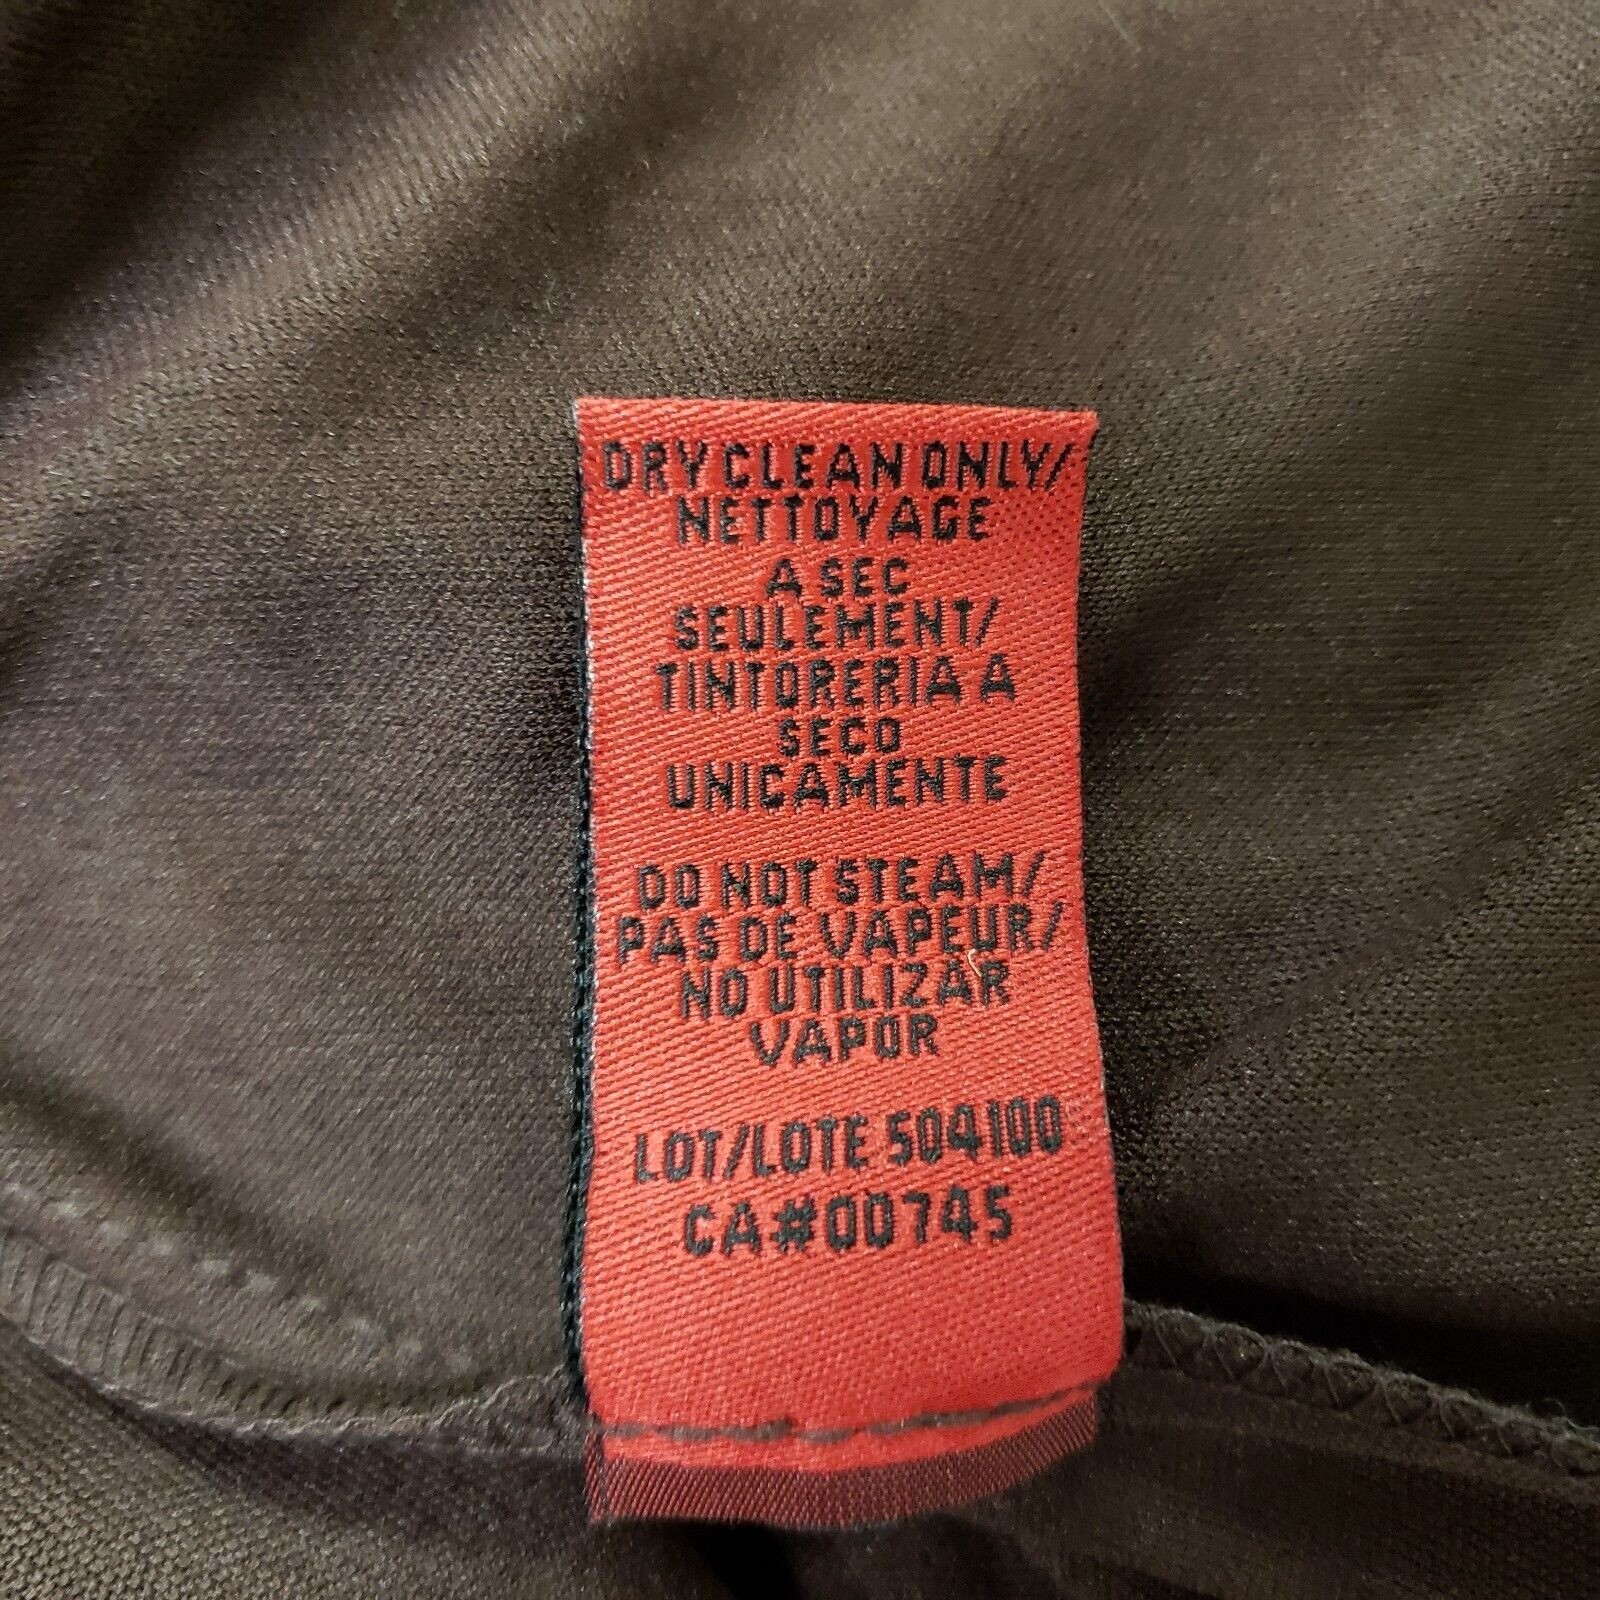 DRY CLEAN ONLY/
NETTOYAGE
A SEC
SEULEMENT/
TINTORERIA A
SECO
UNICAMENTE
DO NOT STEAM/
PAS DE VAPEUR/
NO UTILIZAR
VAPOR
LOT/LOTE 504100
CA#00745